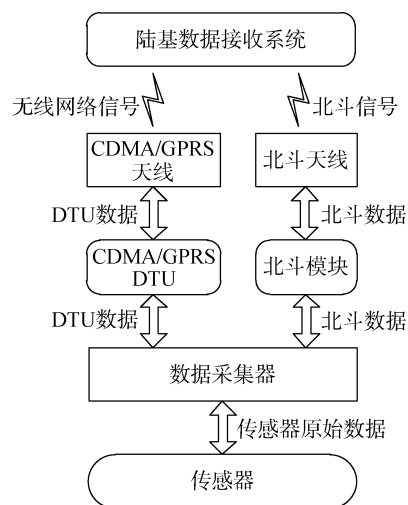 陆基数据接收系统
无线网络信号
北斗信号
CDMA/GPRS
天线
北斗天线
DTU数据
北斗数据
CDMA/GPRS
DTU
北斗模块
DTU数据
北斗数据
数据采集器
传感器原始数据
传感器